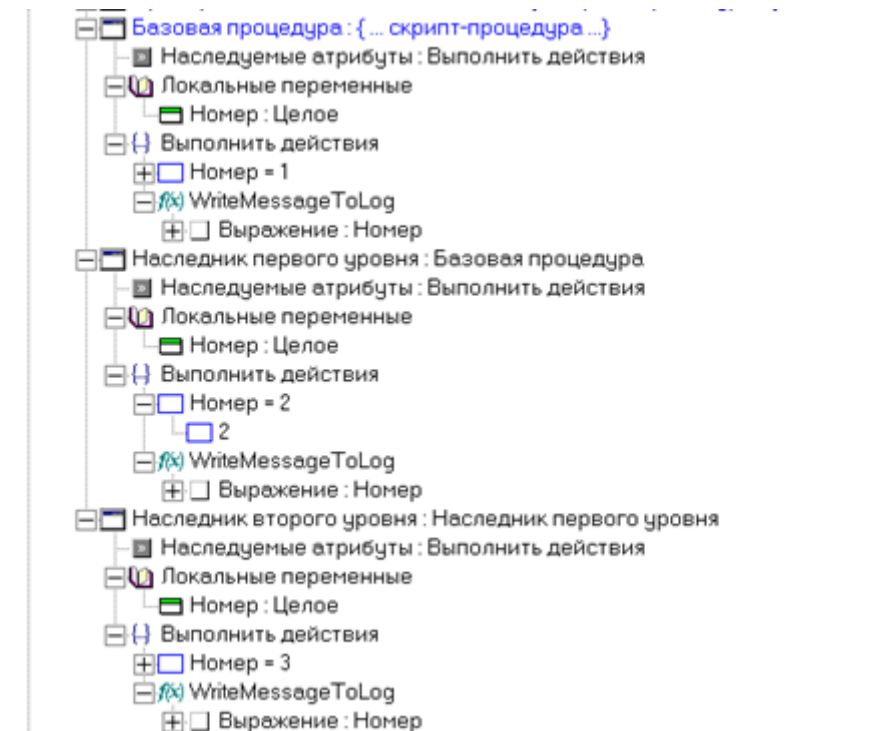 Базовая процедура : { ... скрипт-процедура ...}
Наследуемые атрибуты : Выполнить действия
Локальные переменные
Номер : Целое
Выполнить действия
Номер = 1
f(x) WriteMessageToLog
Выражение : Номер
Наследник первого уровня : Базовая процедура
Наследуемые атрибуты : Выполнить действия
Локальные переменные
Номер : Целое
Выполнить действия
Номер = 2
2
f(x) WriteMessageToLog
Выражение : Номер
Наследник второго уровня : Наследник первого уровня
Наследуемые атрибуты : Выполнить действия
Локальные переменные
Номер : Целое
Выполнить действия
Номер = 3
f(x) WriteMessageToLog
Выражение : Номер